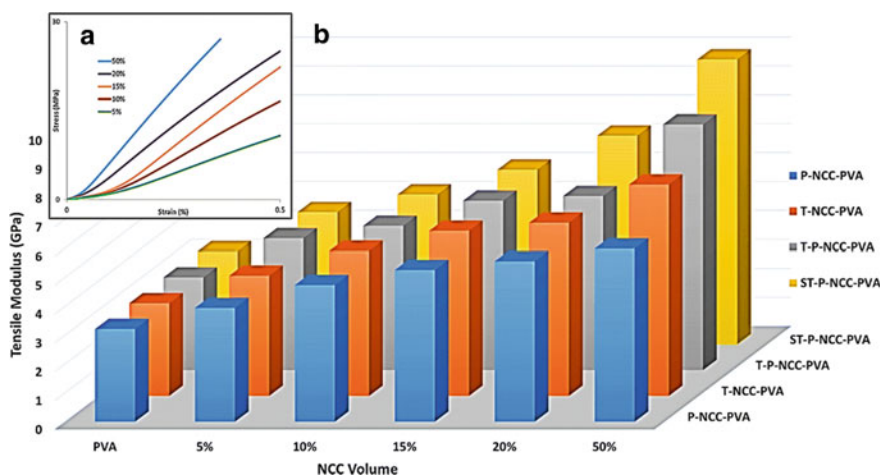 30
a
b
50%
20%
15%
10%
5%
Stress (MPa)
0
0
Strain (%)
0.5
Tensile Modulus (GPa)
10
9
8
7
6
5
4
3
2
1
0
PVA
5%
10%
15%
20%
50%
NCC Volume
P-NCC-PVA
T-NCC-PVA
T-P-NCC-PVA
ST-P-NCC-PVA
ST-P-NCC-PVA
T-P-NCC-PVA
T-NCC-PVA
P-NCC-PVA